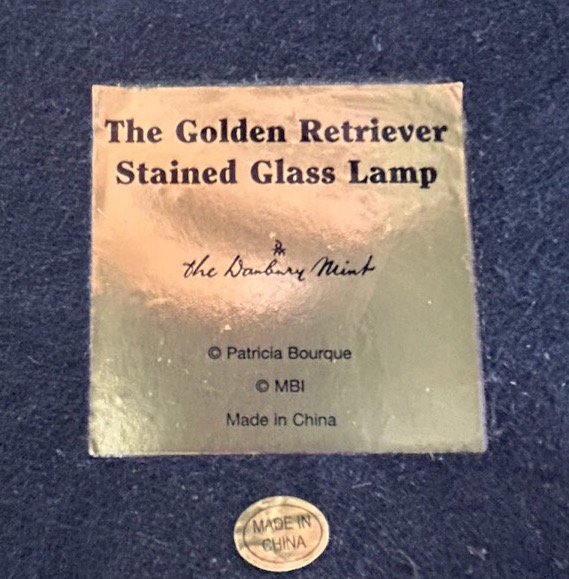 The Golden Retriever
Stained Glass Lamp
The Danbury Mint
© Patricia Bourque
© MBI
Made in China
MADE IN
CHINA